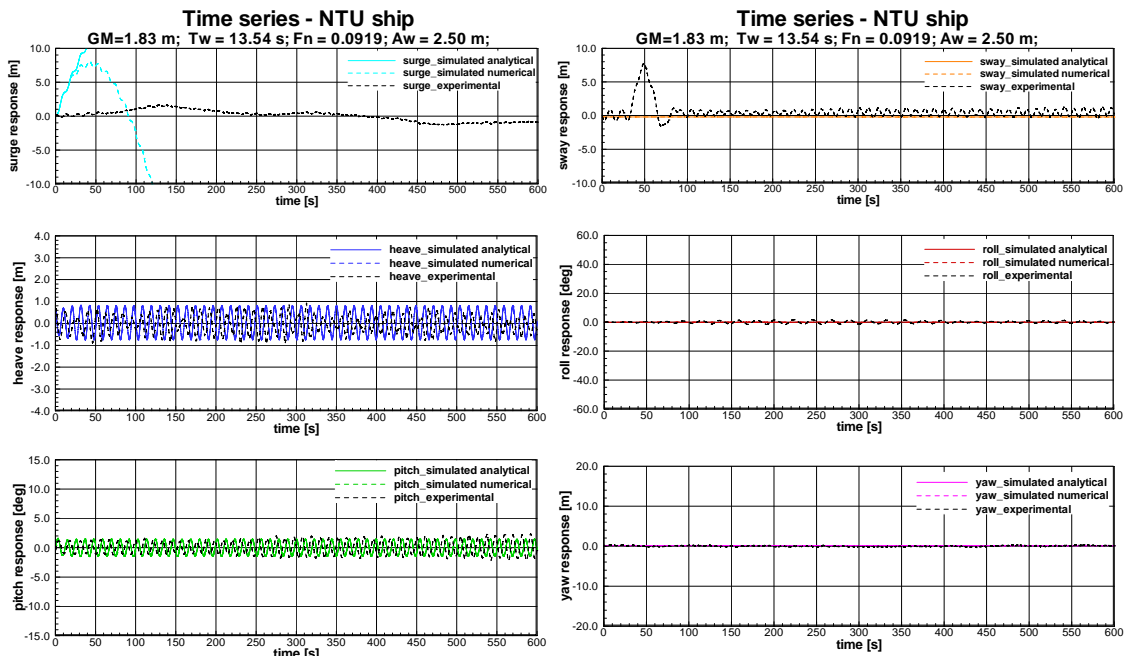 Time series - NTU ship
GM=1.83 m; Tw = 13.54 s; Fn = 0.0919; Aw = 2.50 m;
surge response [m]
10.0
5.0
0.0
-5.0
-10.0
surge_simulated analytical
surge_simulated numerical
surge_experimental
0 50 100 150 200 250 300 350 400 450 500 550 600
time [s]
Time series - NTU ship
GM=1.83 m; Tw = 13.54 s; Fn = 0.0919; Aw = 2.50 m;
sway response [m]
10.0
5.0
0.0
-5.0
-10.0
sway_simulated analytical
sway_simulated numerical
sway_experimental
0 50 100 150 200 250 300 350 400 450 500 550 600
time [s]
heave response [m]
4.0
3.0
2.0
1.0
0.0
-1.0
-2.0
-3.0
-4.0
heave_simulated analytical
heave_simulated numerical
heave_experimental
0 50 100 150 200 250 300 350 400 450 500 550 600
time [s]
roll response [deg]
60.0
40.0
20.0
0.0
-20.0
-40.0
-60.0
roll_simulated analytical
roll_simulated numerical
roll_experimental
0 50 100 150 200 250 300 350 400 450 500 550 600
time [s]
pitch response [deg]
15.0
10.0
5.0
0.0
-5.0
-10.0
-15.0
pitch_simulated analytical
pitch_simulated numerical
pitch_experimental
0 50 100 150 200 250 300 350 400 450 500 550 600
time [s]
yaw response [m]
20.0
10.0
0.0
-10.0
-20.0
yaw_simulated analytical
yaw_simulated numerical
yaw_experimental
0 50 100 150 200 250 300 350 400 450 500 550 600
time [s]